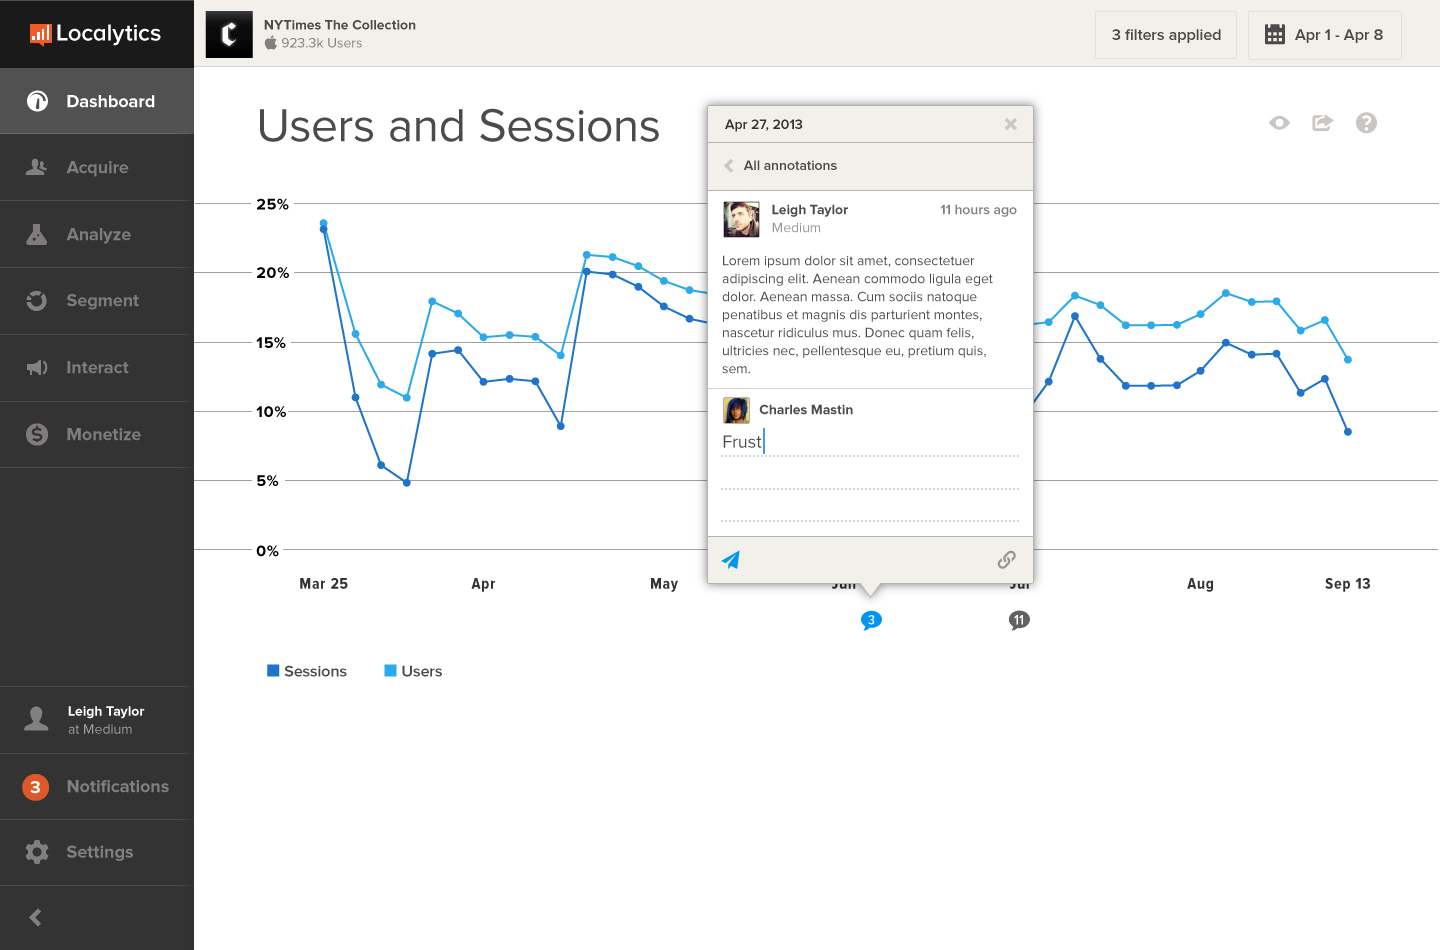 Localytics
NYTimes The Collection
923.3k Users
3 filters applied
Apr 1 - Apr 8
Dashboard
Acquire
Analyze
Segment
Interact
Monetize
Leigh Taylor
at Medium
3 Notifications
Settings
Users and Sessions
25%
20%
15%
10%
5%
0%
Mar 25
Apr
May
Jun
Jul
Aug
Sep 13
Apr 27, 2013
All annotations
Leigh Taylor
11 hours ago
Medium
Lorem ipsum dolor sit amet, consectetuer
adipiscing elit. Aenean commodo ligula eget
dolor. Aenean massa. Cum sociis natoque
penatibus et magnis dis parturient montes,
nascetur ridiculus mus. Donec quam felis,
ultricies nec, pellentesque eu, pretium quis,
sem.
Charles Mastin
Frust
3
11
Sessions
Users